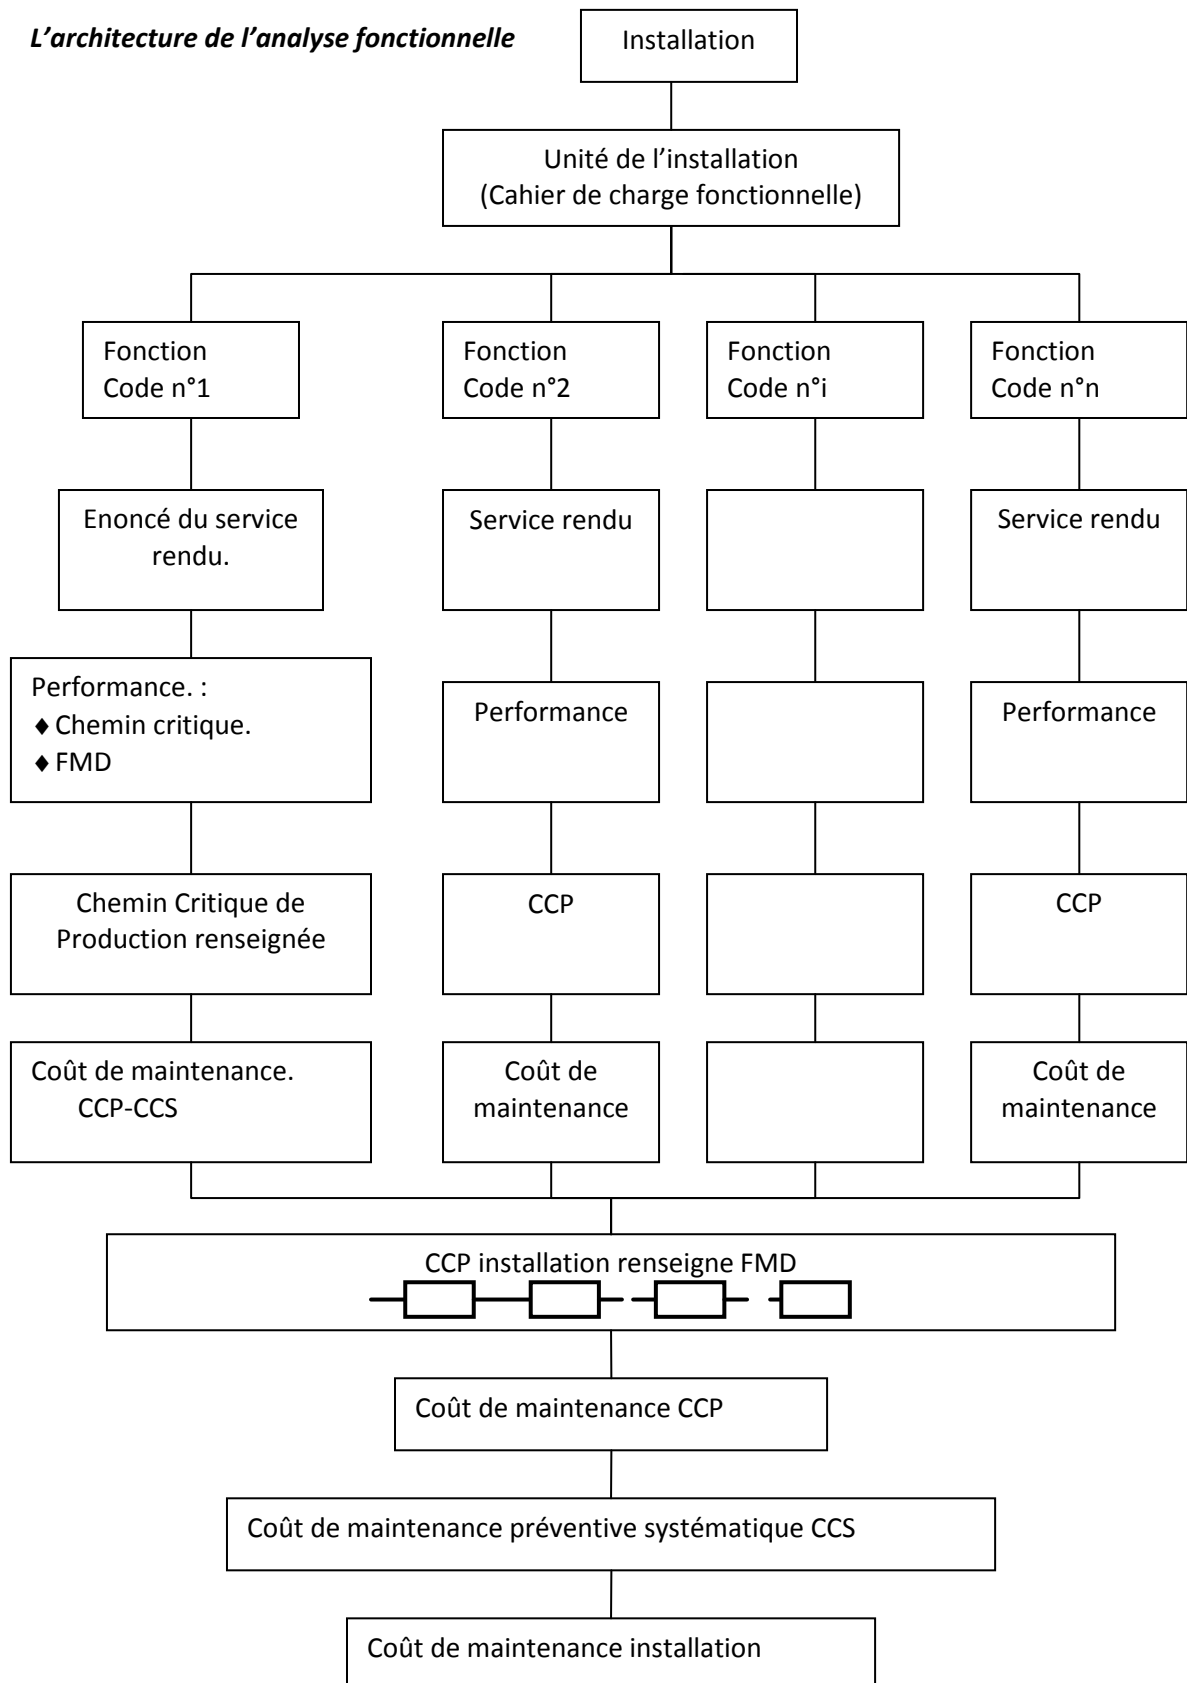 L’architecture de l’analyse fonctionnelle
Installation
Unité de l’installation
(Cahier de charge fonctionnelle)
Fonction
Code n°1
Fonction
Code n°2
Fonction
Code n°i
Fonction
Code n°n
Enoncé du service
rendu.
Service rendu
Service rendu
Performance. :
♦ Chemin critique.
♦ FMD
Performance
Performance
Chemin Critique de
Production renseignée
CCP
CCP
Coût de maintenance.
CCP-CCS
Coût de
maintenance
Coût de
maintenance
CCP installation renseigne FMD
Coût de maintenance CCP
Coût de maintenance préventive systématique CCS
Coût de maintenance installation